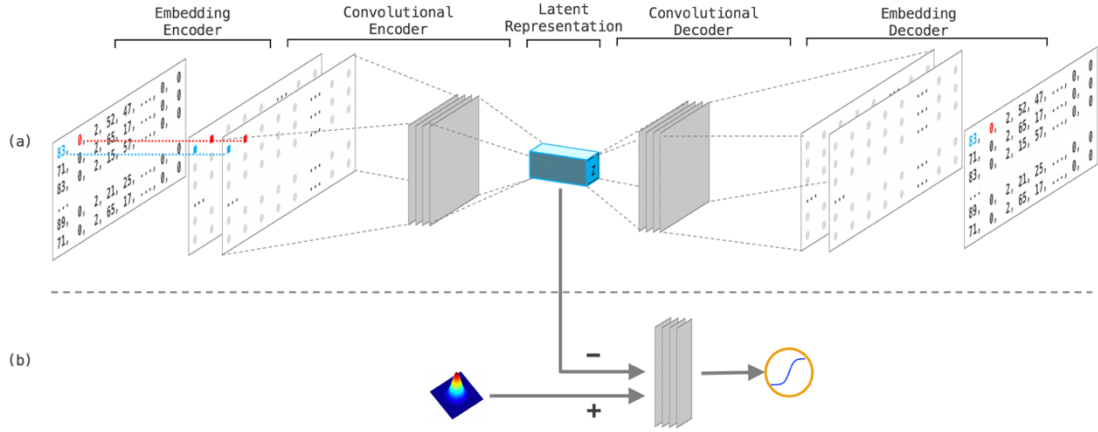 Embedding Encoder
Convolutional Encoder
Latent Representation
Convolutional Decoder
Embedding Decoder
(a)
83, 0, 2, 52, 47, ..., 0, 0
71, 0, 2, 65, 17, ..., 0, 0
83, 0, 2, 15, 57, ..., 0, 0
...
89, 0, 2, 21, 25, ..., 0, 0
71, 0, 2, 65, 17, ..., 0, 0
...
...
...
...
...
Z
...
...
...
...
...
83, 0, 2, 52, 47, ..., 0, 0
71, 0, 2, 65, 17, ..., 0, 0
83, 0, 2, 15, 57, ..., 0, 0
...
89, 0, 2, 21, 25, ..., 0, 0
71, 0, 2, 65, 17, ..., 0, 0
(b)
−
+